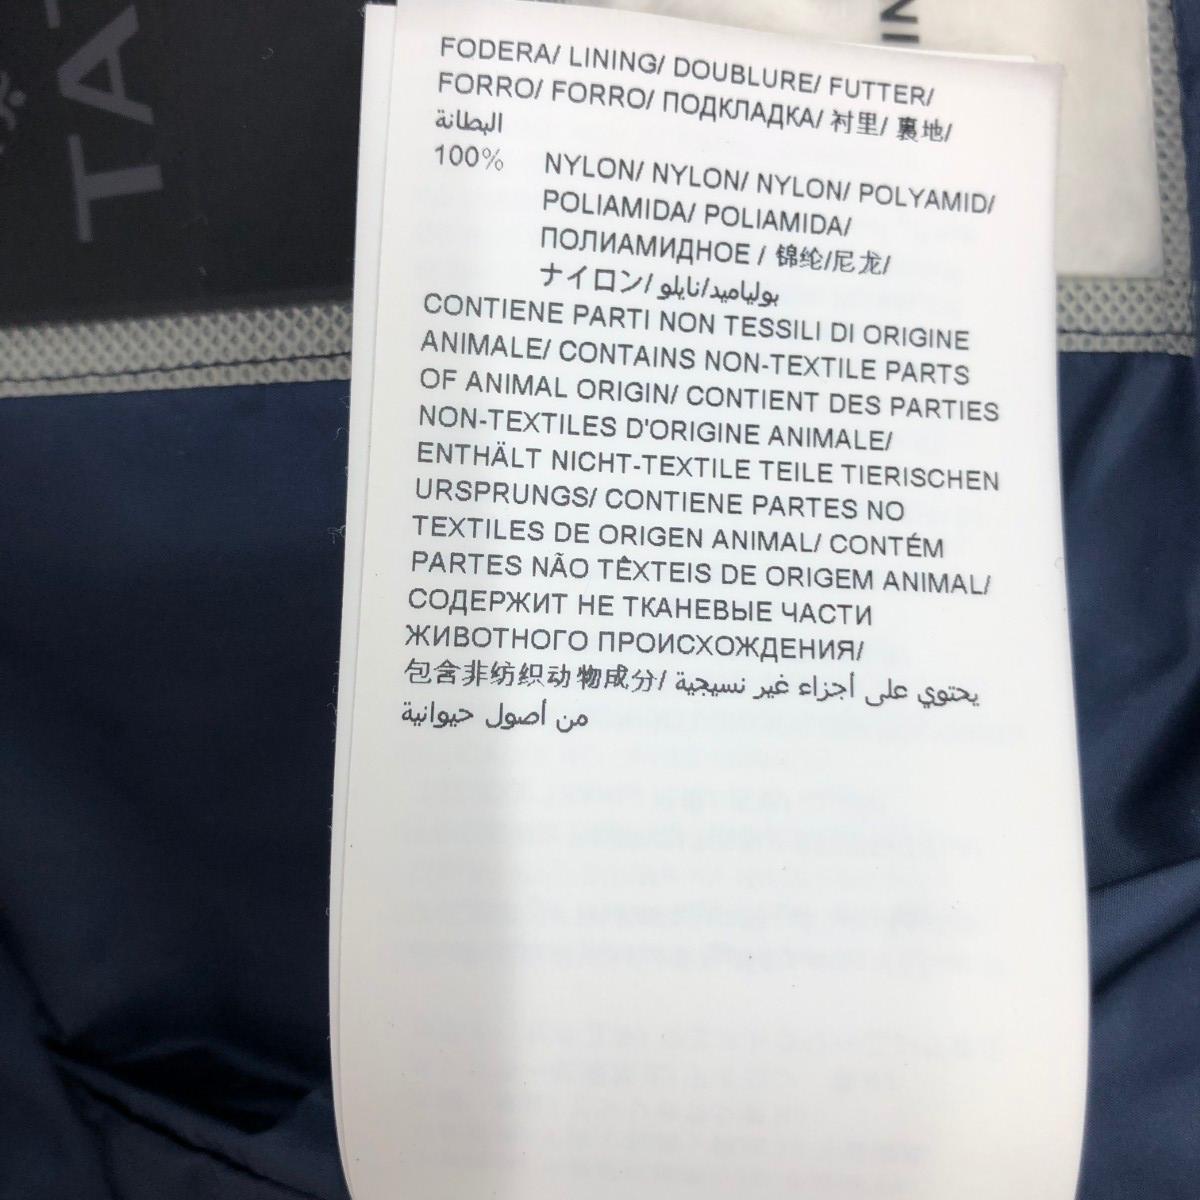 TAT
IN
FODERA/ LINING/ DOUBLURE/ FUTTER/
FORRO/ FORRO/ ПОДКЛАДКА/ 衬里/ 裏地/
البطانة
100% NYLON/ NYLON/ NYLON/ POLYAMID/
POLIAMIDA/ POLIAMIDA/
ПОЛИАМИДНОЕ / 锦纶/尼龙/
ナイロン/ بولياميد/نايلو
CONTIENE PARTI NON TESSILI DI ORIGINE
ANIMALE/ CONTAINS NON-TEXTILE PARTS
OF ANIMAL ORIGIN/ CONTIENT DES PARTIES
NON-TEXTILES D'ORIGINE ANIMALE/
ENTHÄLT NICHT-TEXTILE TEILE TIERISCHEN
URSPRUNGS/ CONTIENE PARTES NO
TEXTILES DE ORIGEN ANIMAL/ CONTÉM
PARTES NÃO TÊXTEIS DE ORIGEM ANIMAL/
СОДЕРЖИТ НЕ ТКАНЕВЫЕ ЧАСТИ
ЖИВОТНОГО ПРОИСХОЖДЕНИЯ/
包含非纺织动物成分/ يحتوي على أجزاء غير نسيجية
من أصول حيوانية